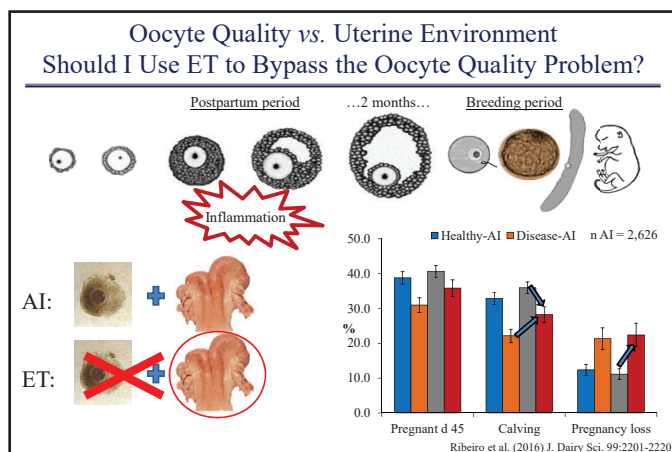 Oocyte Quality vs. Uterine Environment
Should I Use ET to Bypass the Oocyte Quality Problem?
Postpartum period
…2 months…
Breeding period
Inflammation
AI:
ET:
Healthy-AI
Disease-AI
n AI = 2,626
50.0
40.0
30.0
%
20.0
10.0
0.0
Pregnant d 45
Calving
Pregnancy loss
Ribeiro et al. (2016) J. Dairy Sci. 99:2201-2220